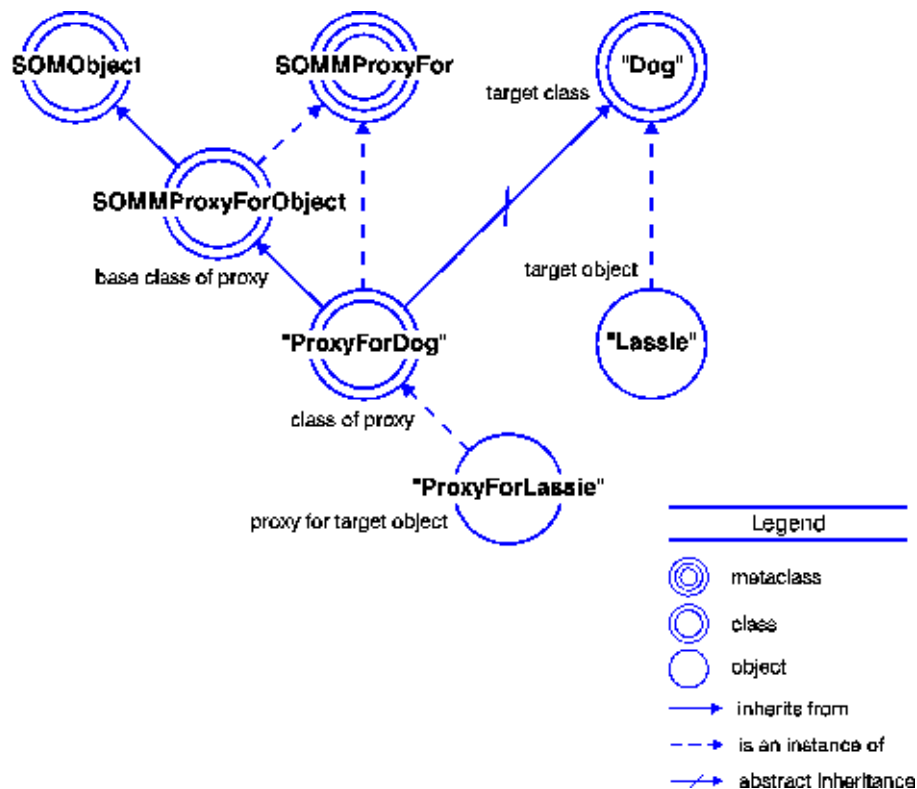 SOMObject
SOMMProxyFor
"Dog"
target class
SOMMProxyForObject
base class of proxy
target object
"ProxyForDog"
"Lassie"
class of proxy
"ProxyForLassie"
proxy for target object
Legend
metaclass
class
object
inherits from
is an instance of
abstract inheritance